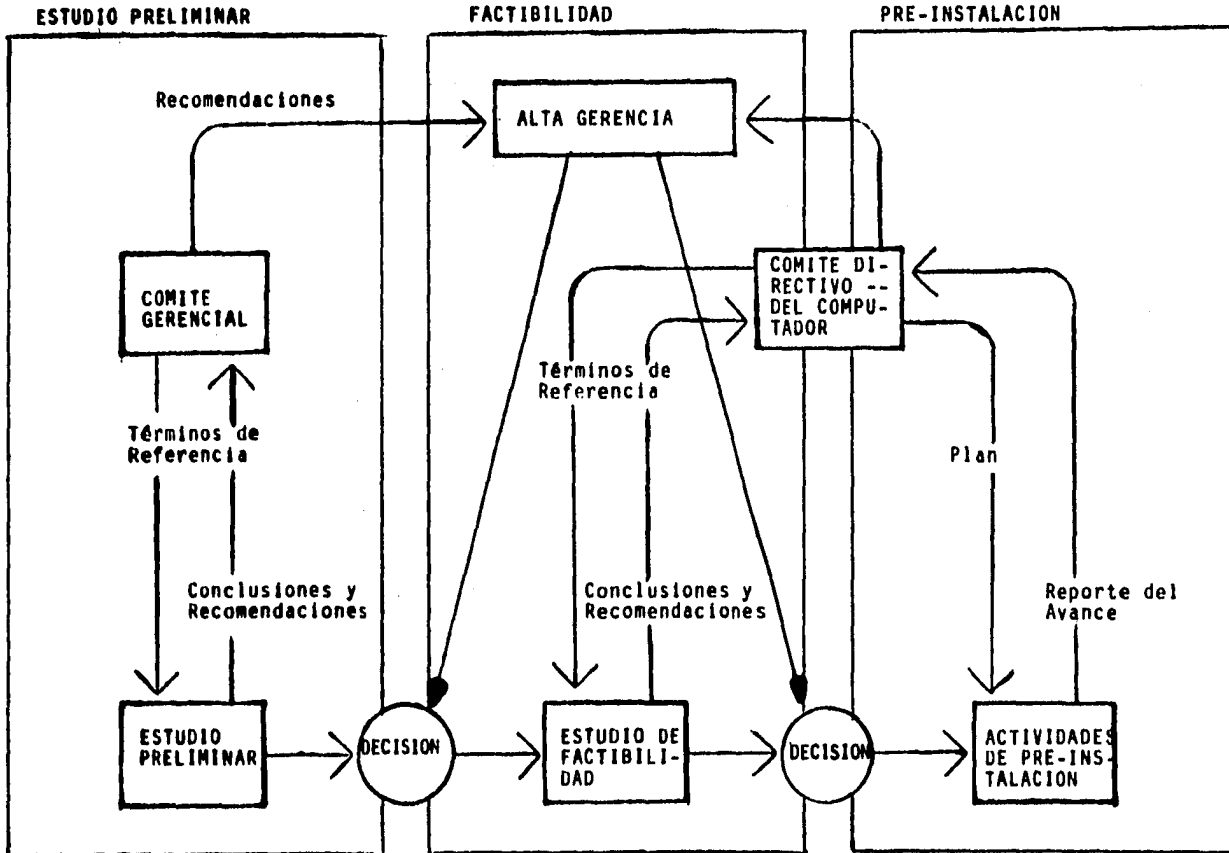 ESTUDIO PRELIMINAR
FACTIBILIDAD
PRE-INSTALACION
Recomendaciones
ALTA GERENCIA
COMITE
GERENCIAL
COMITE DI-
RECTIVO --
DEL COMPU-
TADOR
Términos de
Referencia
Términos de
Referencia
Plan
Conclusiones y
Recomendaciones
Conclusiones y
Recomendaciones
Reporte del
Avance
ESTUDIO
PRELIMINAR
DECISION
ESTUDIO DE
FACTIBILI-
DAD
DECISION
ACTIVIDADES
DE PRE-INS-
TALACION